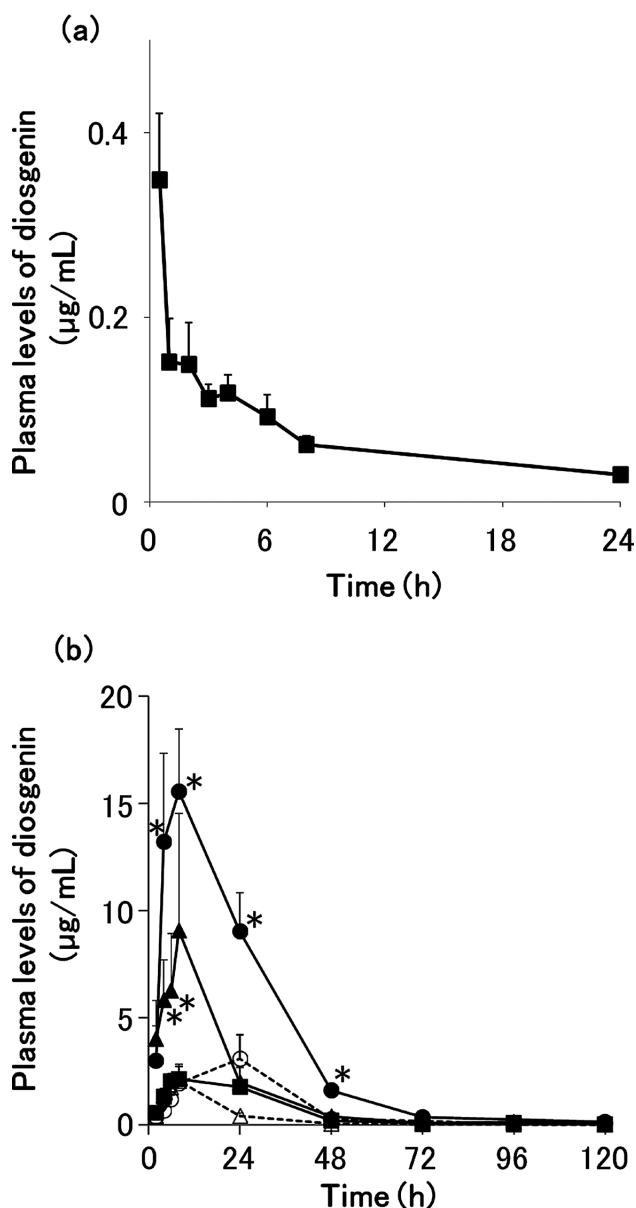 (a)
Plasma levels of diosgenin
(μg/mL)
0.4
0.2
0
0 6 12 18 24
Time (h)
(b)
Plasma levels of diosgenin
(μg/mL)
20
15
10
5
0
* * * * * *
0 24 48 72 96 120
Time (h)